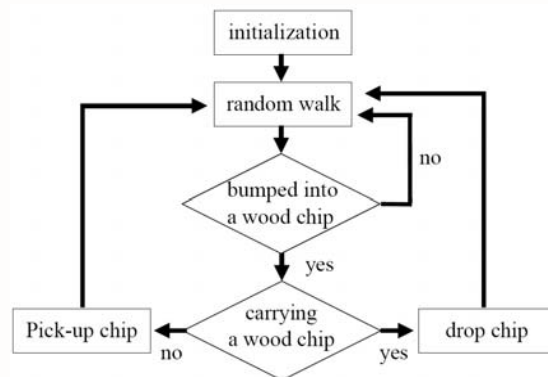 initialization
random walk
no
bumped into
a wood chip
yes
carrying
a wood chip
Pick-up chip
no
yes
drop chip